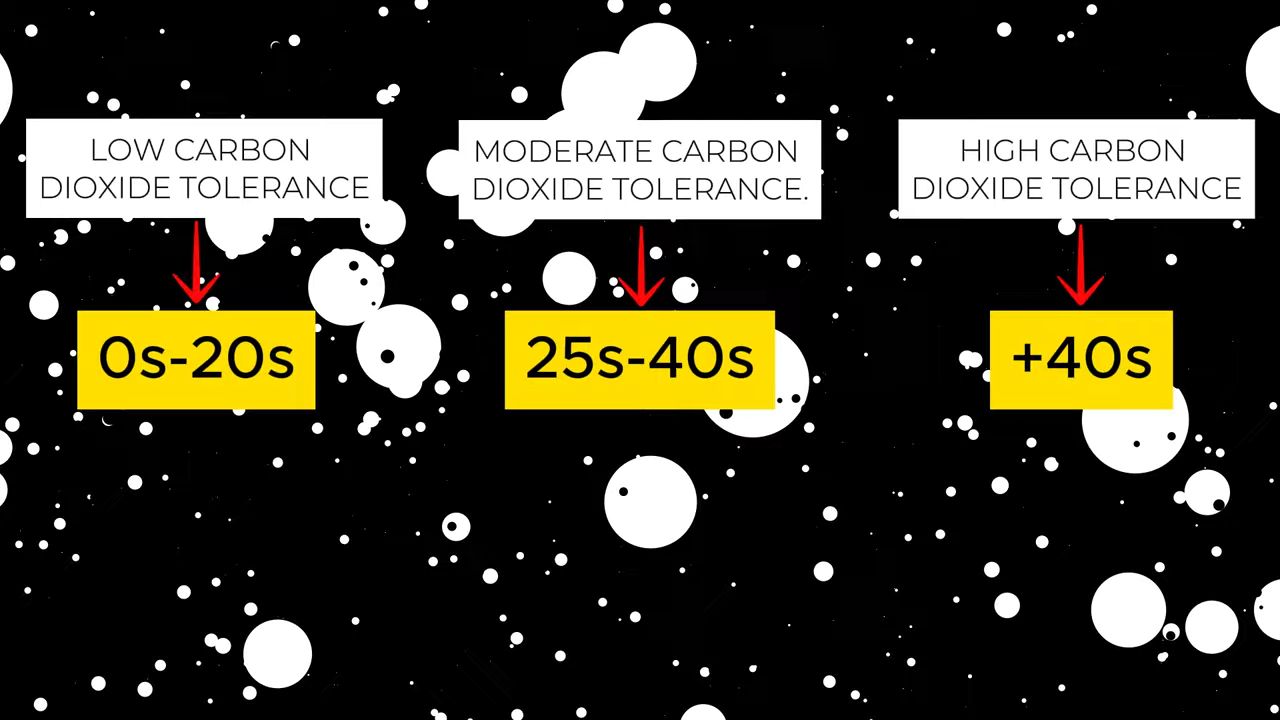 LOW CARBON
DIOXIDE TOLERANCE
0s-20s
MODERATE CARBON
DIOXIDE TOLERANCE.
25s-40s
HIGH CARBON
DIOXIDE TOLERANCE
+40s